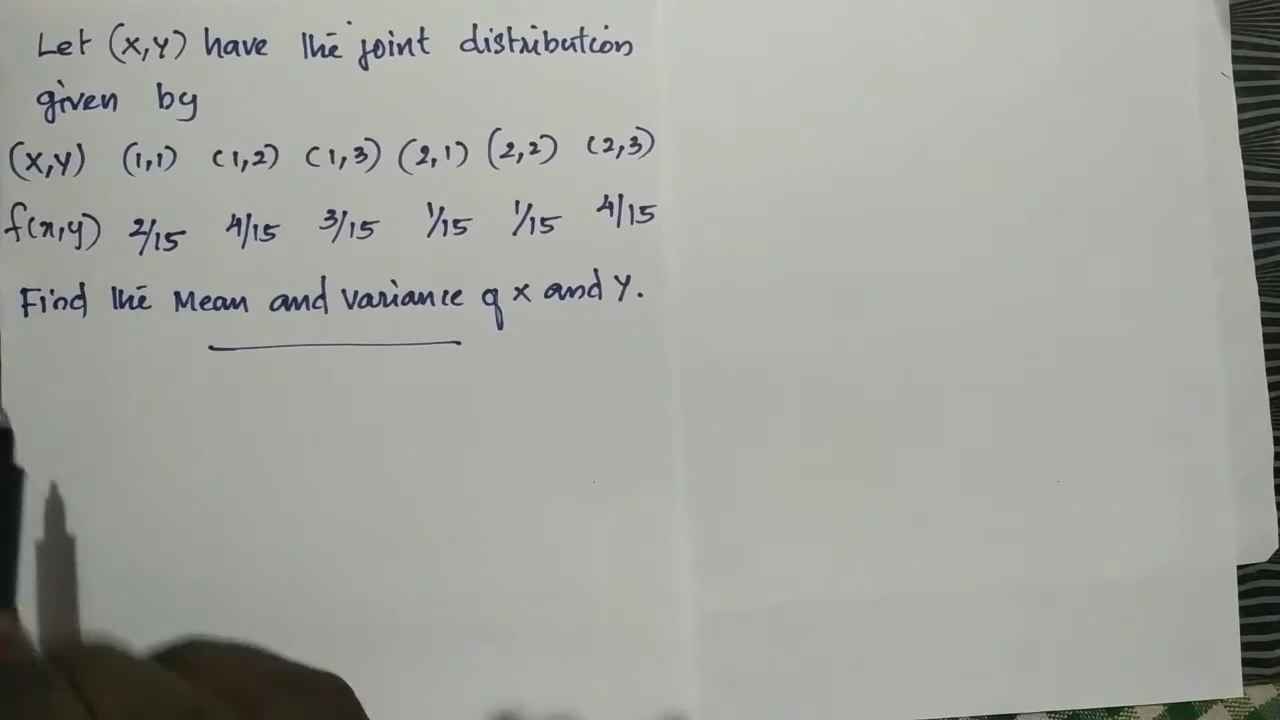 Let (X,Y) have the joint distribution
given by
(X,Y) (1,1) (1,2) (1,3) (2,1) (2,2) (2,3)
f(x,y) 2/15 4/15 3/15 1/15 1/15 4/15
Find the Mean and variance of X and Y.